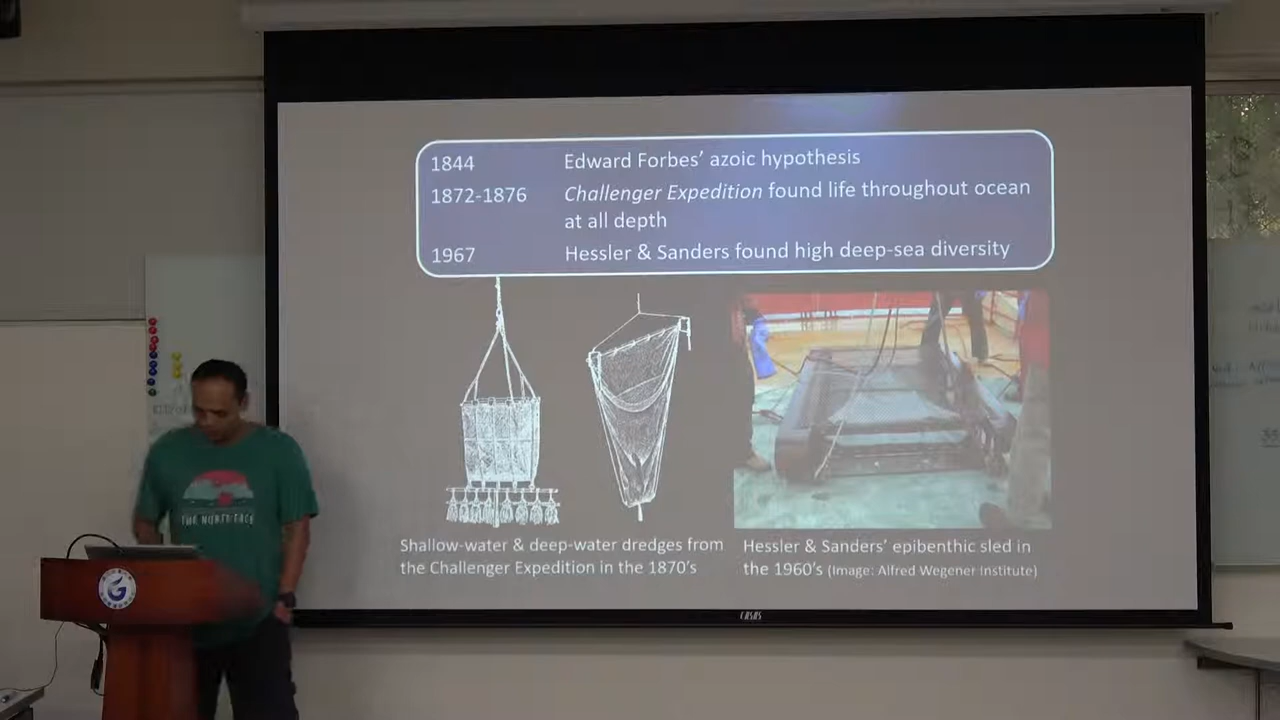 1844 Edward Forbes' azoic hypothesis
1872-1876 Challenger Expedition found life throughout ocean
at all depth
1967 Hessler & Sanders found high deep-sea diversity
Shallow-water & deep-water dredges from
the Challenger Expedition in the 1870's
Hessler & Sanders' epibenthic sled in
the 1960's (Image: Alfred Wegener Institute)
THE NORTH FACE
G